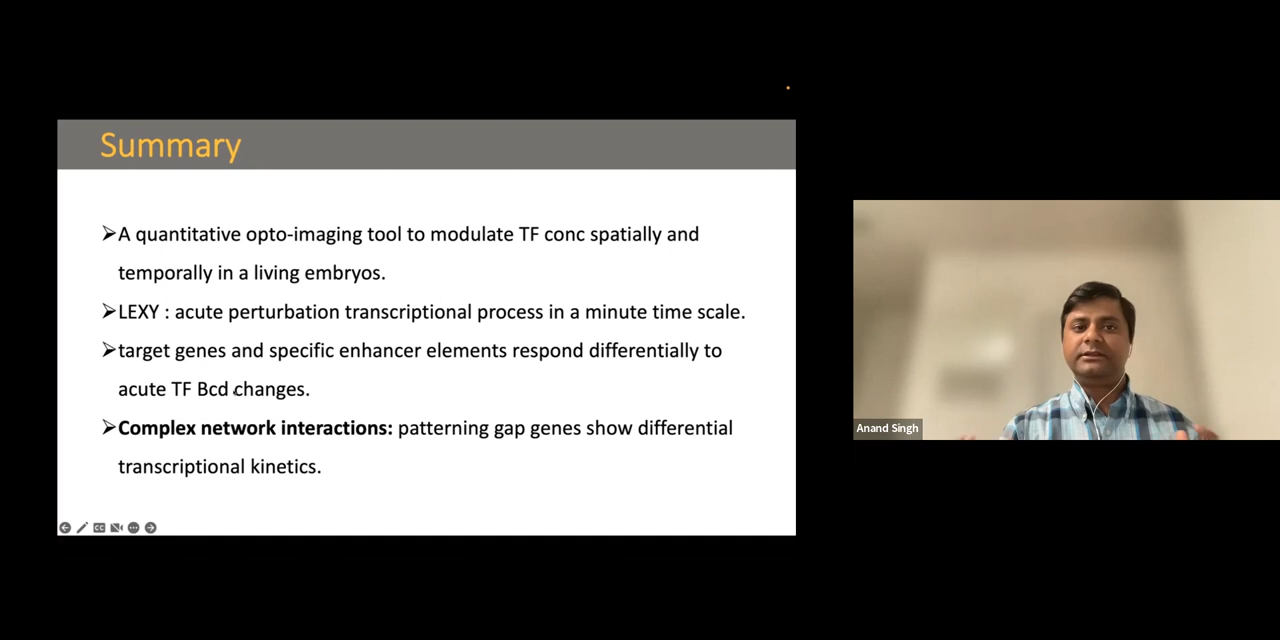 Summary
➢A quantitative opto-imaging tool to modulate TF conc spatially and
temporally in a living embryos.
➢LEXY : acute perturbation transcriptional process in a minute time scale.
➢target genes and specific enhancer elements respond differentially to
acute TF Bcd changes.
➢Complex network interactions: patterning gap genes show differential
transcriptional kinetics.
CC
Anand Singh